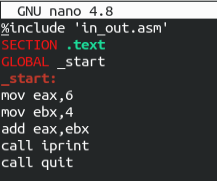 GNU nano 4.8
%include 'in_out.asm'
SECTION .text
GLOBAL _start
_start:
mov eax,6
mov ebx,4
add eax,ebx
call iprint
call quit